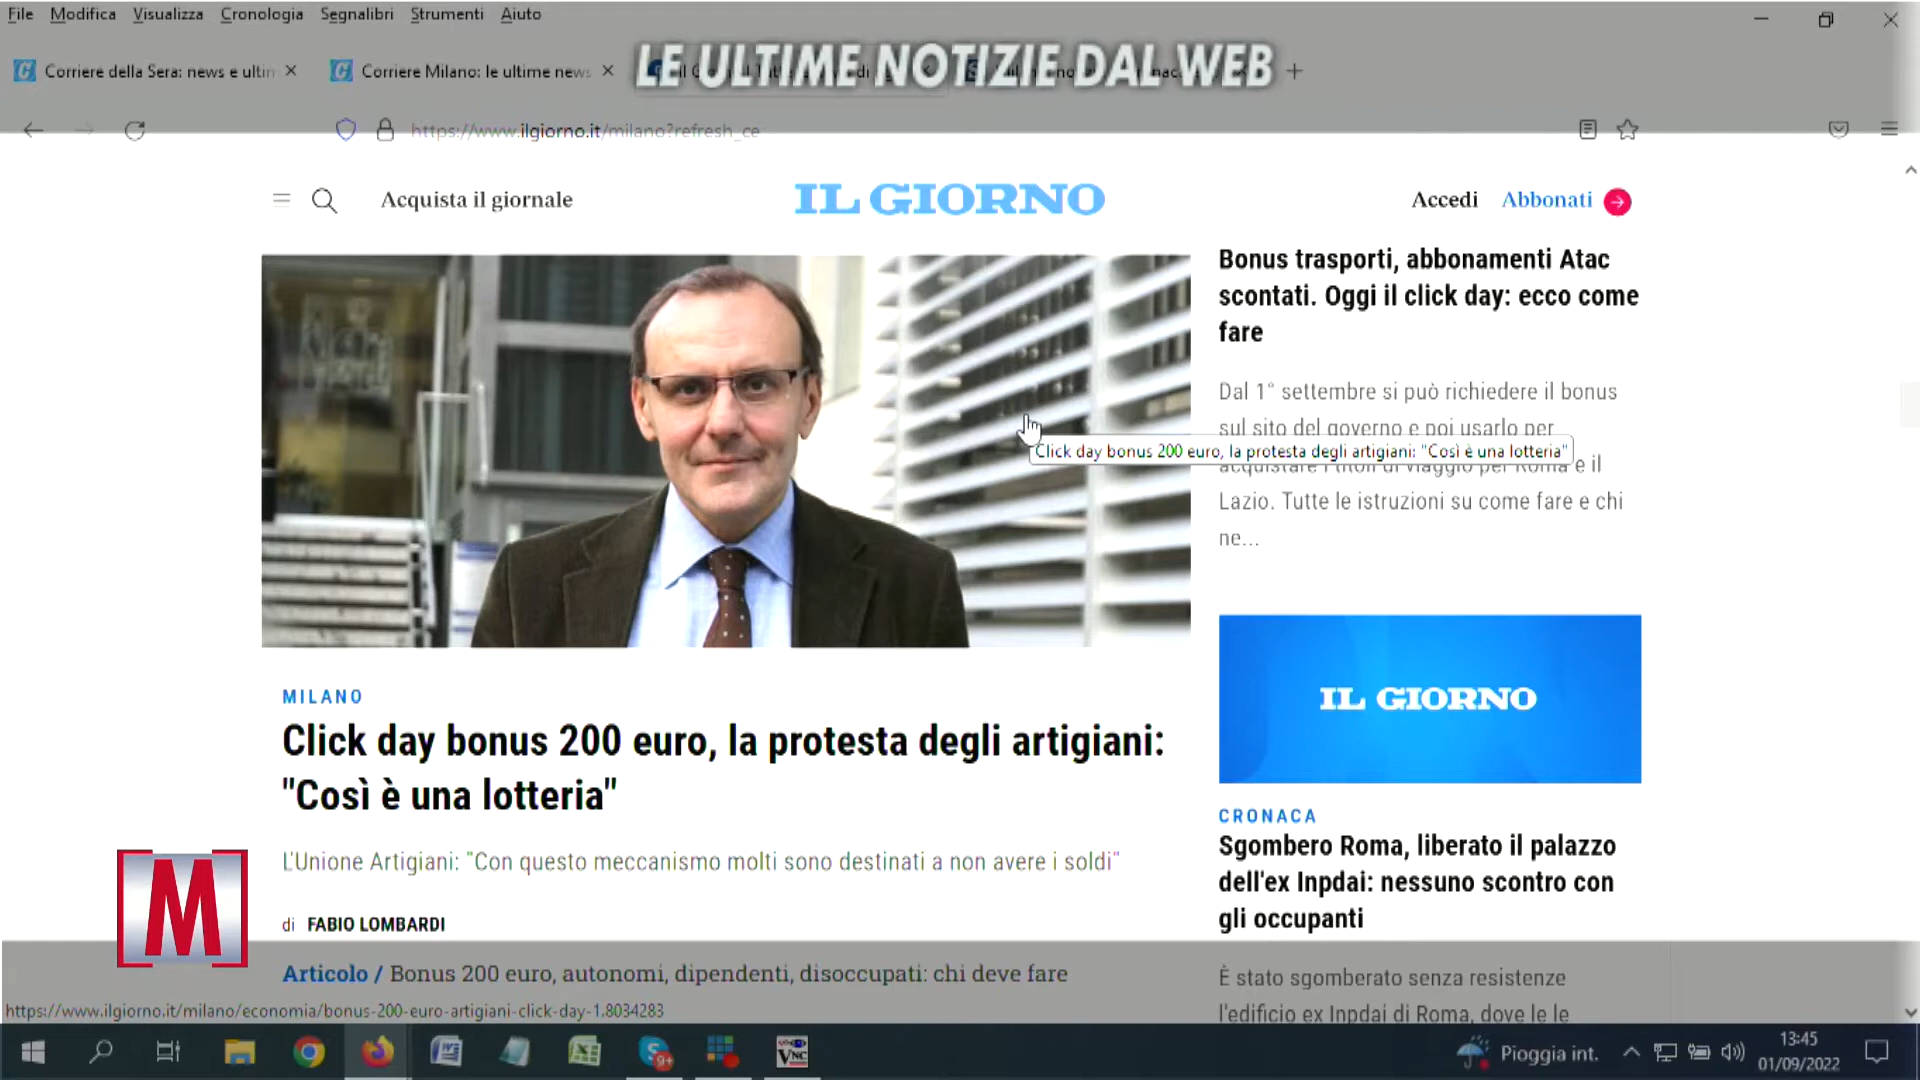 File Modifica Visualizza Cronologia Segnalibri Strumenti Aiuto
LE ULTIME NOTIZIE DAL WEB
Corriere della Sera: news e ultin
Corriere Milano: le ultime news
https://www.ilgiorno.it/milano?refresh_ce
Acquista il giornale
IL GIORNO
Accedi Abbonati
Bonus trasporti, abbonamenti Atac
scontati. Oggi il click day: ecco come
fare
Dal 1° settembre si può richiedere il bonus
sul sito del governo e poi usarlo per
Click day bonus 200 euro, la protesta degli artigiani: "Così è una lotteria"
acquistare i titoli di viaggio per Roma e il
Lazio. Tutte le istruzioni su come fare e chi
ne...
MILANO
Click day bonus 200 euro, la protesta degli artigiani:
"Così è una lotteria"
L'Unione Artigiani: "Con questo meccanismo molti sono destinati a non avere i soldi"
di FABIO LOMBARDI
Articolo / Bonus 200 euro, autonomi, dipendenti, disoccupati: chi deve fare
IL GIORNO
CRONACA
Sgombero Roma, liberato il palazzo
dell'ex Inpdai: nessuno scontro con
gli occupanti
È stato sgomberato senza resistenze
l'edificio ex Inpdai di Roma, dove le le
M
https://www.ilgiorno.it/milano/economia/bonus-200-euro-artigiani-click-day-1.8034283
9+
VNC
Pioggia int.
13:45
01/09/2022